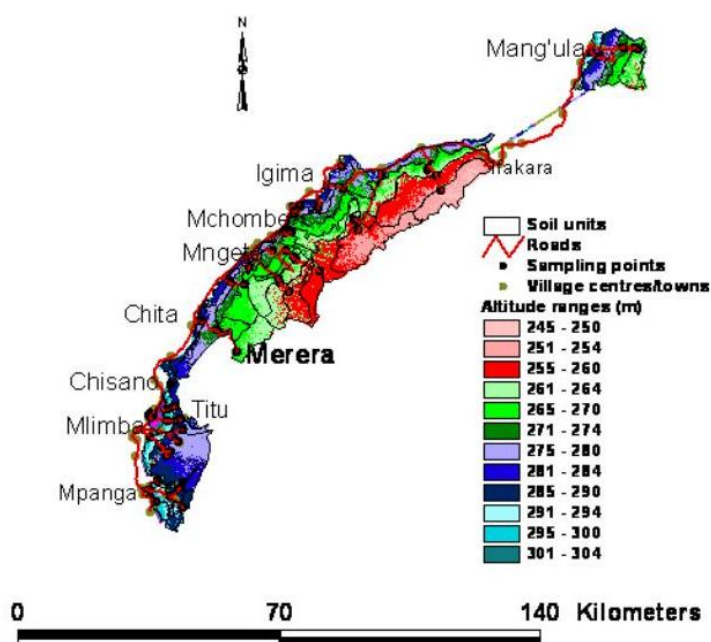 N
Mang'ula
Igima
Ifakara
Mchombe
Mnget
Chita
Merera
Chisano
Titu
Mlimba
Mpanga
Soil units
Roads
Sampling points
Village centres/towns
Altitude ranges (m)
245 - 250
251 - 254
255 - 260
261 - 264
265 - 270
271 - 274
275 - 280
281 - 284
285 - 290
291 - 294
295 - 300
301 - 304
0 70 140 Kilometers